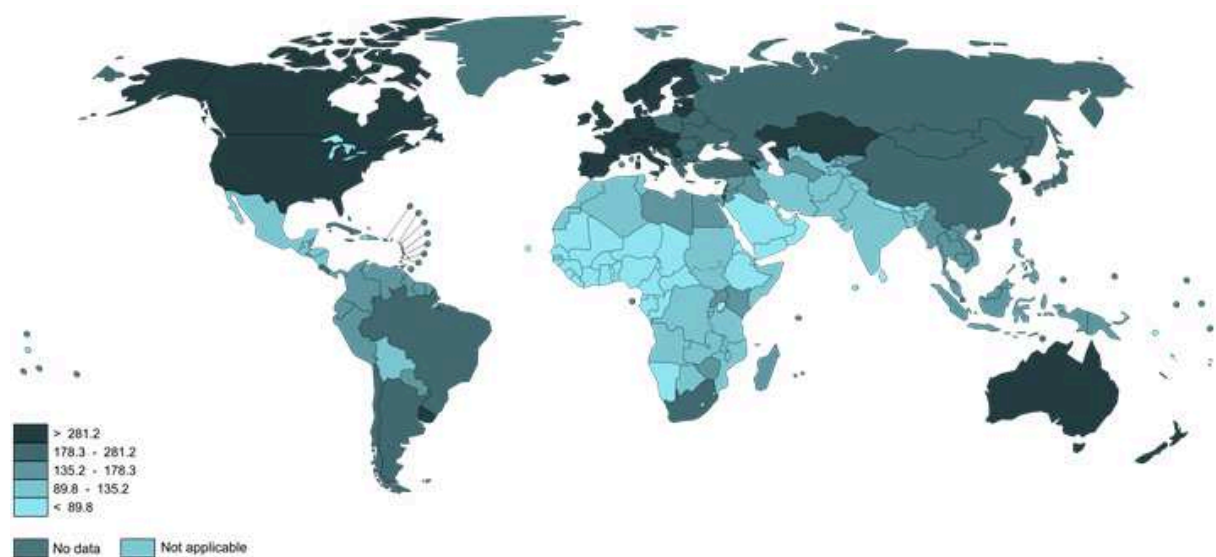 > 281.2
178.3 - 281.2
135.2 - 178.3
89.8 - 135.2
< 89.8
No data
Not applicable